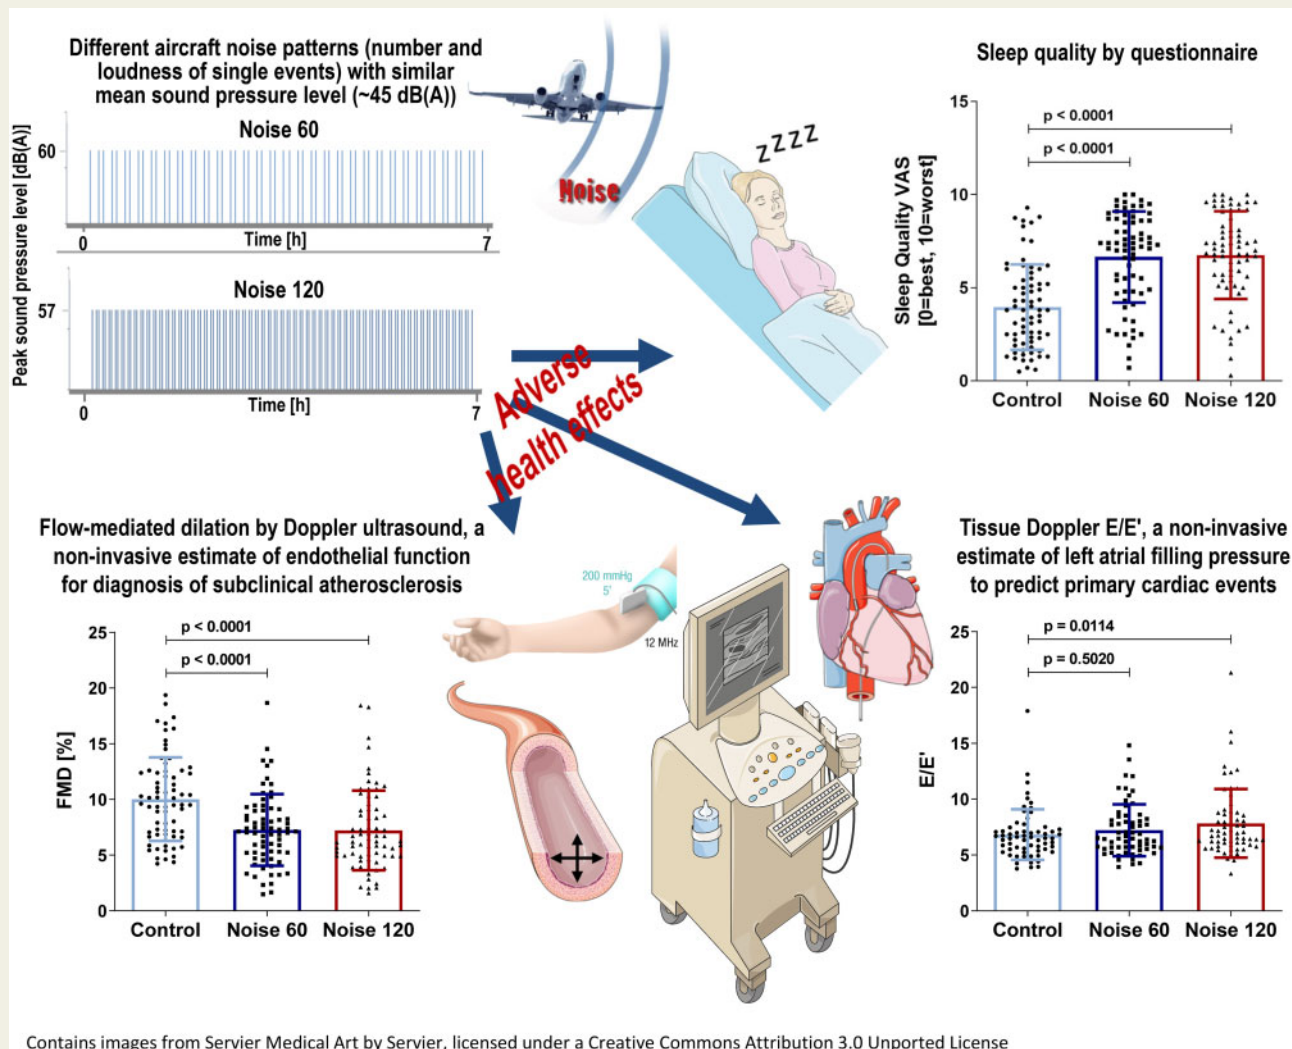 Different aircraft noise patterns (number and
loudness of single events) with similar
mean sound pressure level (~45 dB(A))
Peak sound pressure level [dB(A)]
Noise 60
60
0
Time [h]
7
Noise 120
57
0
Time [h]
7
Noise
zzzz
Sleep quality by questionnaire
Sleep Quality VAS
[0=best, 10=worst]
15
10
5
0
p < 0.0001
p < 0.0001
Control
Noise 60
Noise 120
Adverse
health effects
Flow-mediated dilation by Doppler ultrasound, a
non-invasive estimate of endothelial function
for diagnosis of subclinical atherosclerosis
FMD [%]
25
20
15
10
5
0
p < 0.0001
p < 0.0001
Control
Noise 60
Noise 120
200 mmHg
5'
12 MHz
Tissue Doppler E/E', a non-invasive
estimate of left atrial filling pressure
to predict primary cardiac events
E/E'
25
20
15
10
5
0
p = 0.0114
p = 0.5020
Control
Noise 60
Noise 120
Contains images from Servier Medical Art by Servier, licensed under a Creative Commons Attribution 3.0 Unported License